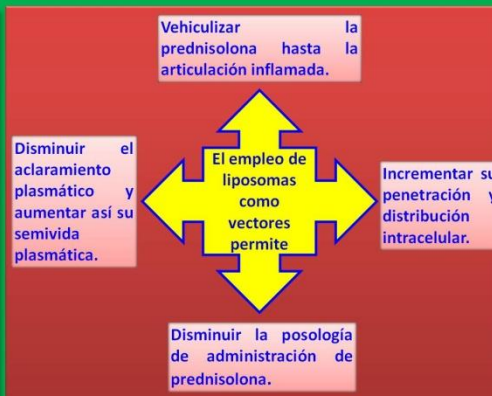 Vehiculizar la
prednisolona hasta la
articulación inflamada.
Disminuir el
aclaramiento
plasmático y
aumentar así su
semivida
plasmática.
El empleo de
liposomas
como
vectores
permite
Incrementar su
penetración y
distribución
intracelular.
Disminuir la posología
de administración de
prednisolona.